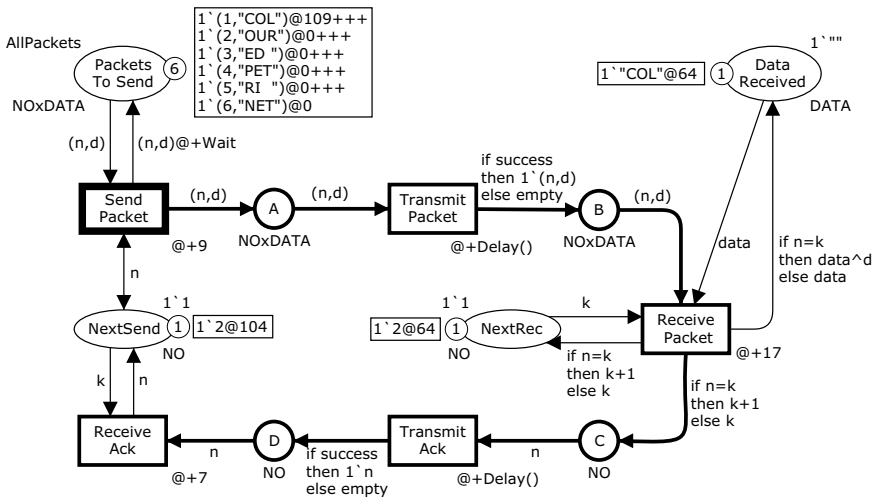 AllPackets
Packets
To Send
6
1`(1,"COL")@109+++
1`(2,"OUR")@0+++
1`(3,"ED ")@0+++
1`(4,"PET")@0+++
1`(5,"RI  ")@0+++
1`(6,"NET")@0
NOxDATA
1`""
1`"COL"@64
1
Data
Received
DATA
(n,d)
(n,d)@+Wait
Send
Packet
@+9
(n,d)
A
NOxDATA
(n,d)
Transmit
Packet
@+Delay()
if success
then 1`(n,d)
else empty
B
NOxDATA
(n,d)
data
if n=k
then data^d
else data
n
1`1
NextSend
1
1`2@104
NO
1`1
1`2@64
1
NextRec
NO
k
if n=k
then k+1
else k
Receive
Packet
@+17
if n=k
then k+1
else k
k
n
Receive
Ack
@+7
n
D
NO
if success
then 1`n
else empty
Transmit
Ack
@+Delay()
n
C
NO